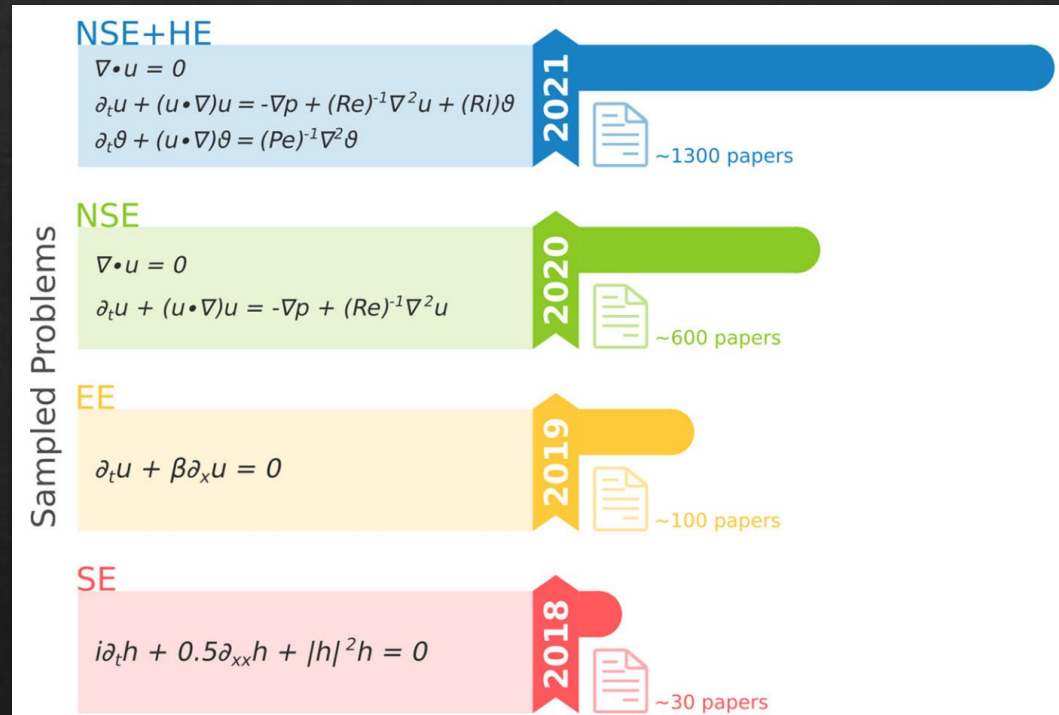 Sampled Problems
NSE+HE
∇•u = 0
∂ₜu + (u•∇)u = -∇p + (Re)⁻¹∇²u + (Ri)ϑ
∂ₜϑ + (u•∇)ϑ = (Pe)⁻¹∇²ϑ
2021
~1300 papers
NSE
∇•u = 0
∂ₜu + (u•∇)u = -∇p + (Re)⁻¹∇²u
2020
~600 papers
EE
∂ₜu + β∂ₓu = 0
2019
~100 papers
SE
i∂ₜh + 0.5∂ₓₓh + |h|²h = 0
2018
~30 papers